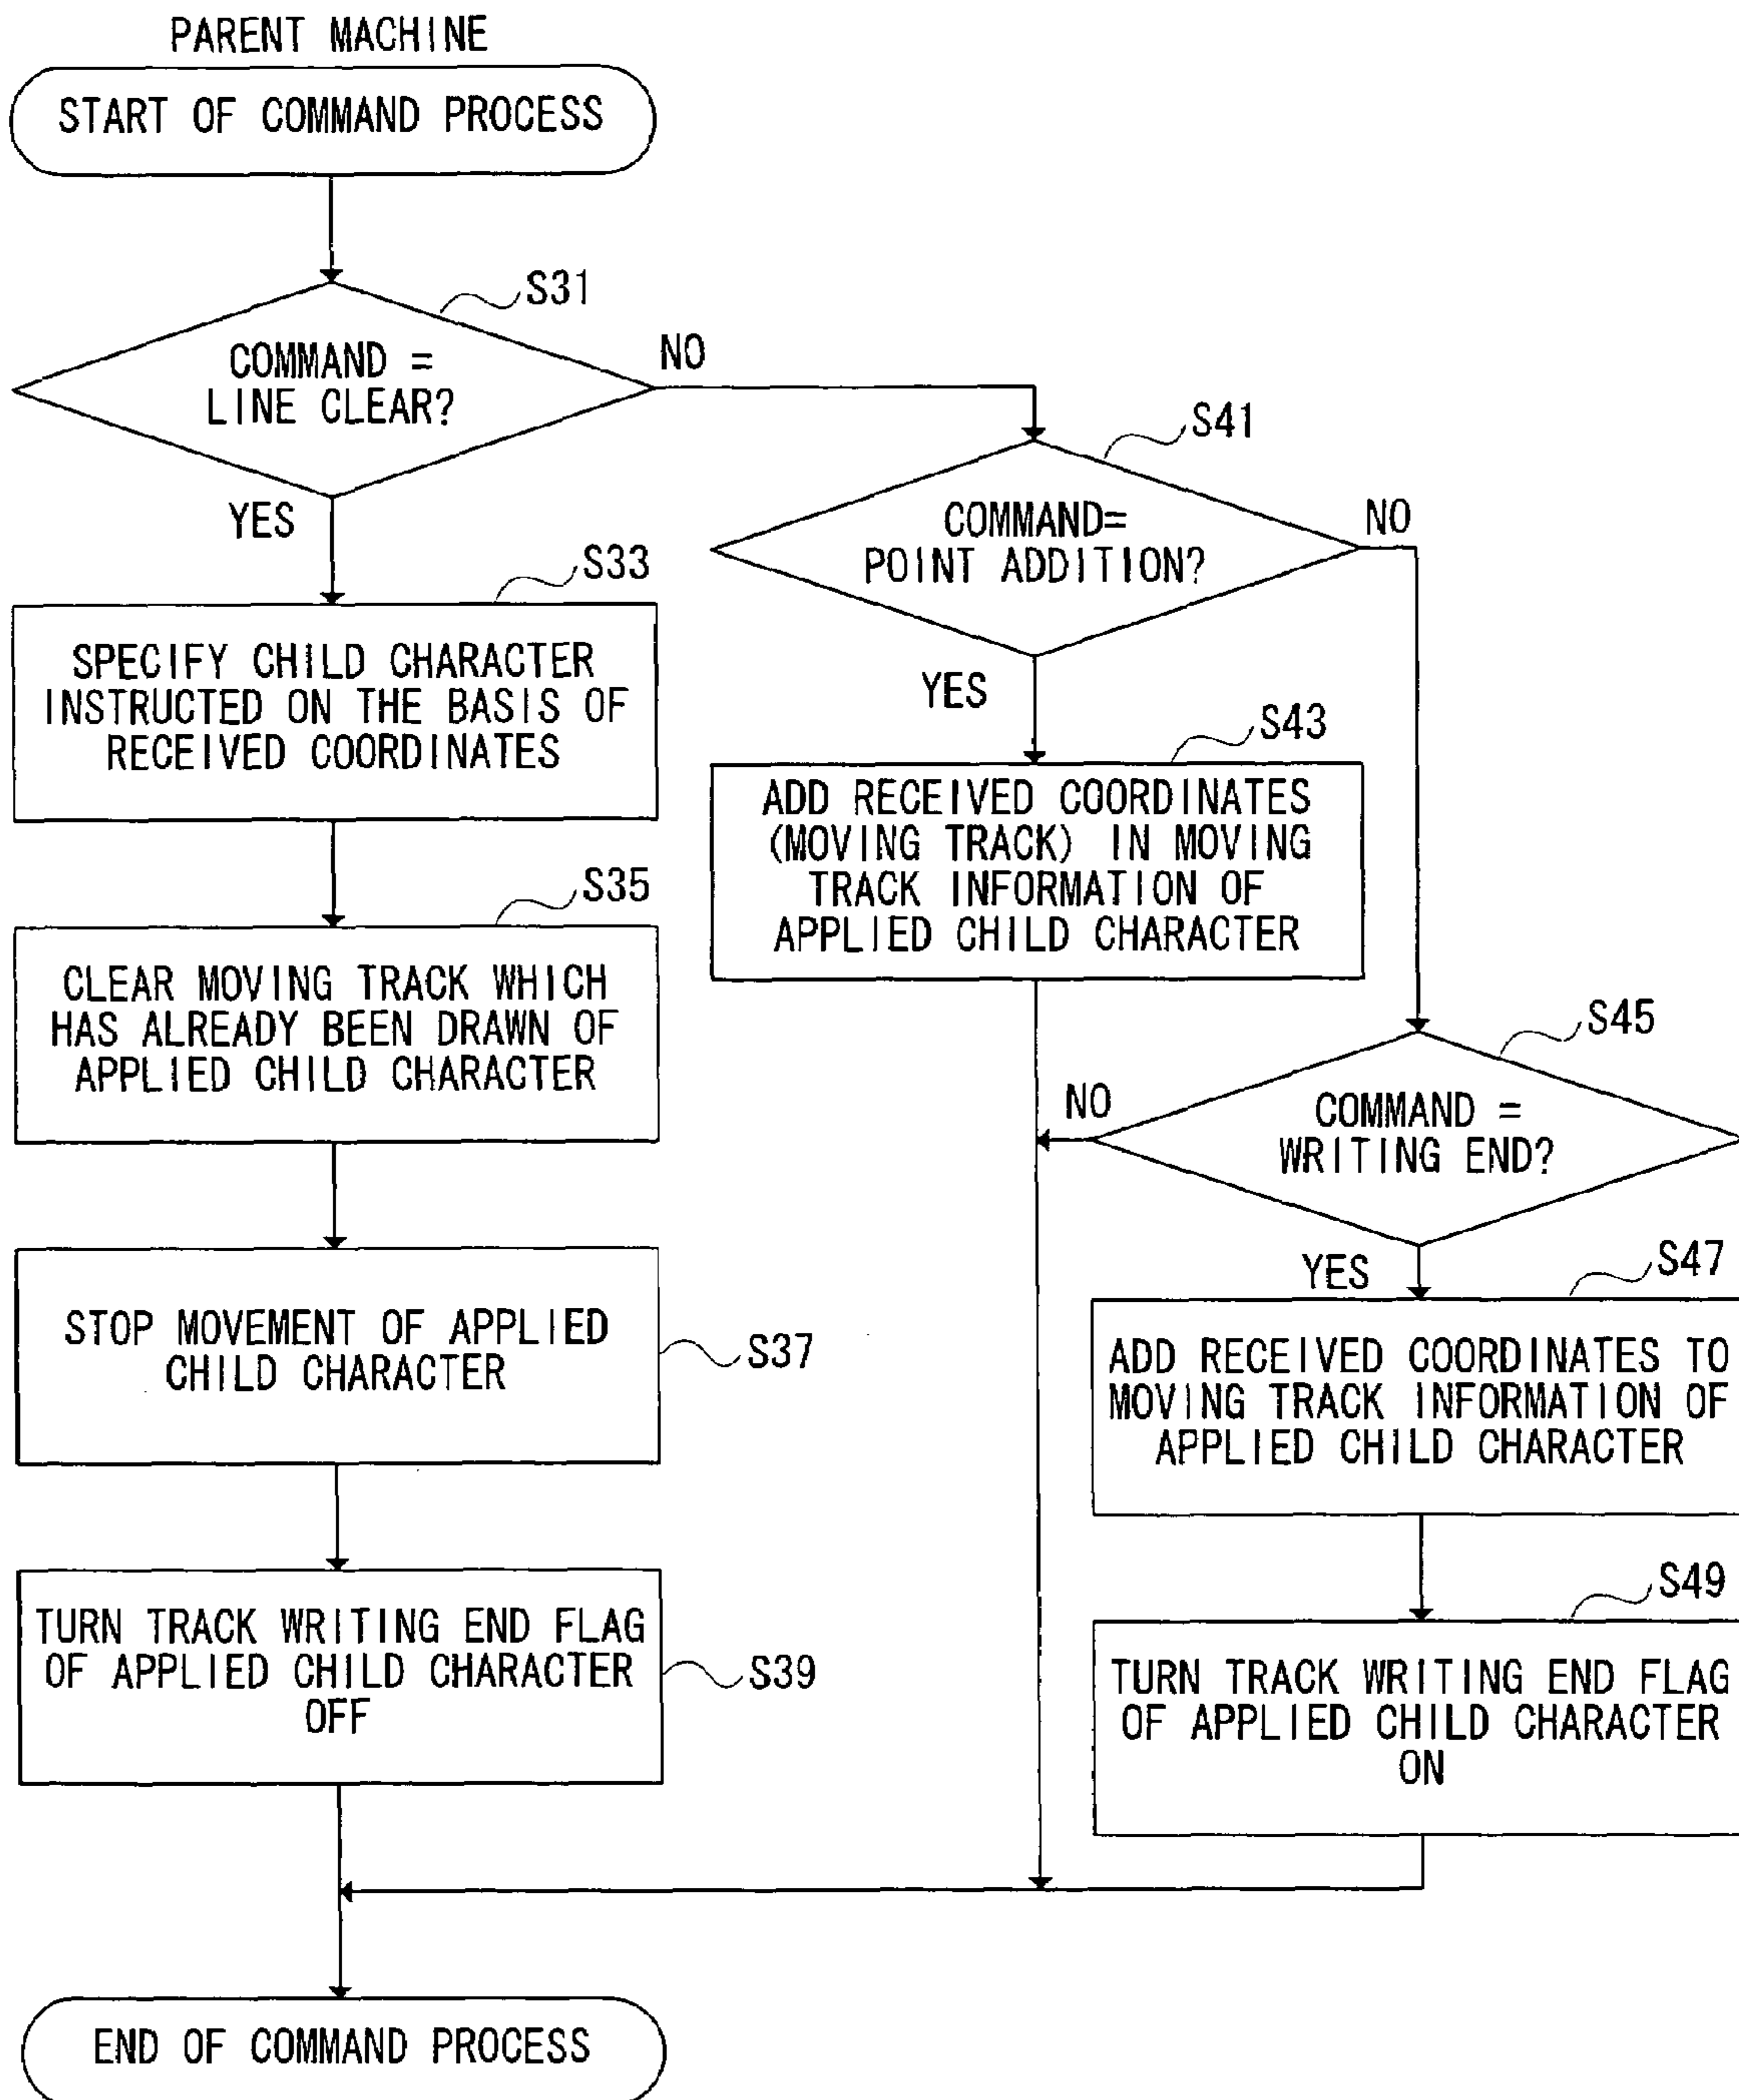 PARENT MACHINE
START OF COMMAND PROCESS
S31
COMMAND =
LINE CLEAR?
NO
YES
S33
SPECIFY CHILD CHARACTER
INSTRUCTED ON THE BASIS OF
RECEIVED COORDINATES
S35
CLEAR MOVING TRACK WHICH
HAS ALREADY BEEN DRAWN OF
APPLIED CHILD CHARACTER
STOP MOVEMENT OF APPLIED
CHILD CHARACTER
S37
TURN TRACK WRITING END FLAG
OF APPLIED CHILD CHARACTER
OFF
S39
S41
COMMAND=
POINT ADDITION?
NO
YES
S43
ADD RECEIVED COORDINATES
(MOVING TRACK) IN MOVING
TRACK INFORMATION OF
APPLIED CHILD CHARACTER
S45
COMMAND =
WRITING END?
NO
YES
S47
ADD RECEIVED COORDINATES TO
MOVING TRACK INFORMATION OF
APPLIED CHILD CHARACTER
S49
TURN TRACK WRITING END FLAG
OF APPLIED CHILD CHARACTER
ON
END OF COMMAND PROCESS